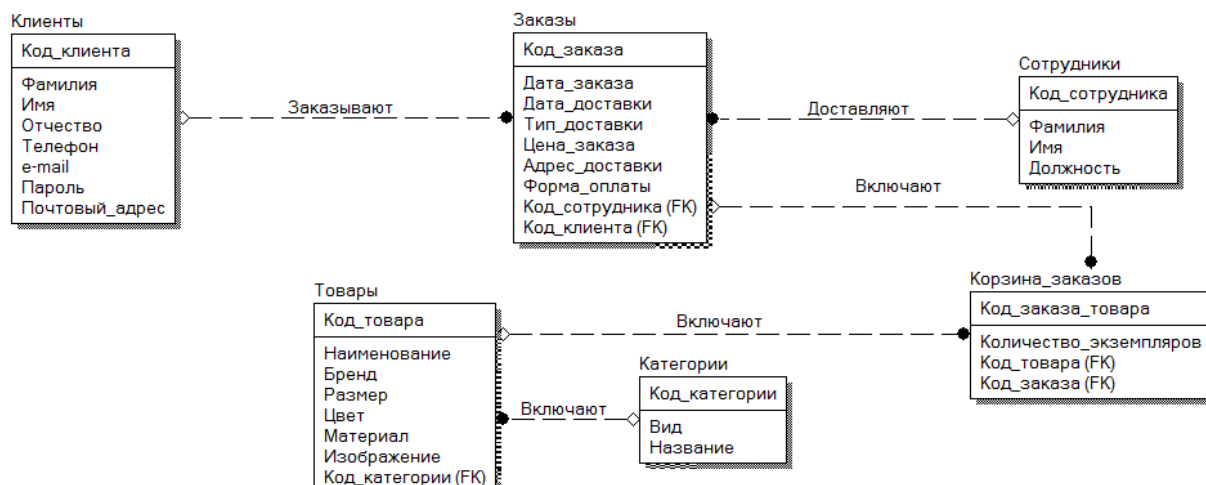 Клиенты
Код_клиента
Фамилия
Имя
Отчество
Телефон
e-mail
Пароль
Почтовый_адрес
Заказывают
Заказы
Код_заказа
Дата_заказа
Дата_доставки
Тип_доставки
Цена_заказа
Адрес_доставки
Форма_оплаты
Код_сотрудника (FK)
Код_клиента (FK)
Доставляют
Сотрудники
Код_сотрудника
Фамилия
Имя
Должность
Включают
Корзина_заказов
Код_заказа_товара
Количество_экземпляров
Код_товара (FK)
Код_заказа (FK)
Товары
Код_товара
Наименование
Бренд
Размер
Цвет
Материал
Изображение
Код_категории (FK)
Включают
Включают
Категории
Код_категории
Вид
Название